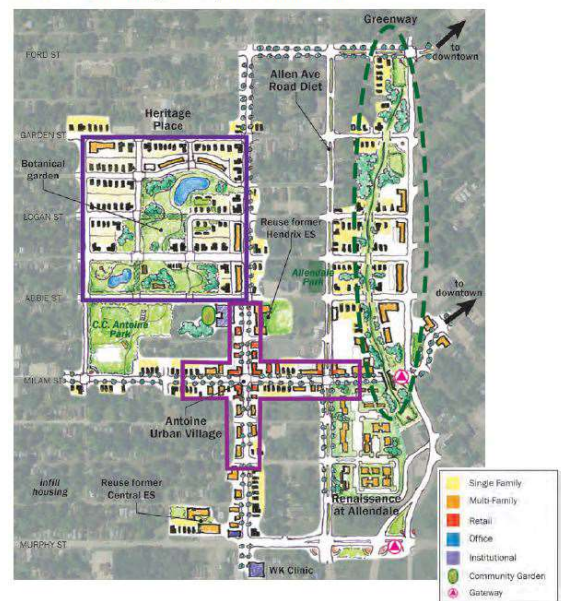 Greenway
FORD ST
to
downtown
Allen Ave
Road Diet
Heritage
Place
GARDEN ST
Botanical
garden
LOGAN ST
Reuse former
Hendrix ES
Allendale
Park
ABBIE ST
to
downtown
C.C. Antoine
Park
MILAM ST
Antoine
Urban Village
infill
housing
Reuse former
Central ES
Renaissance
at Allendale
MURPHY ST
WK Clinic
Single Family
Multi-Family
Retail
Office
Institutional
Community Garden
Gateway